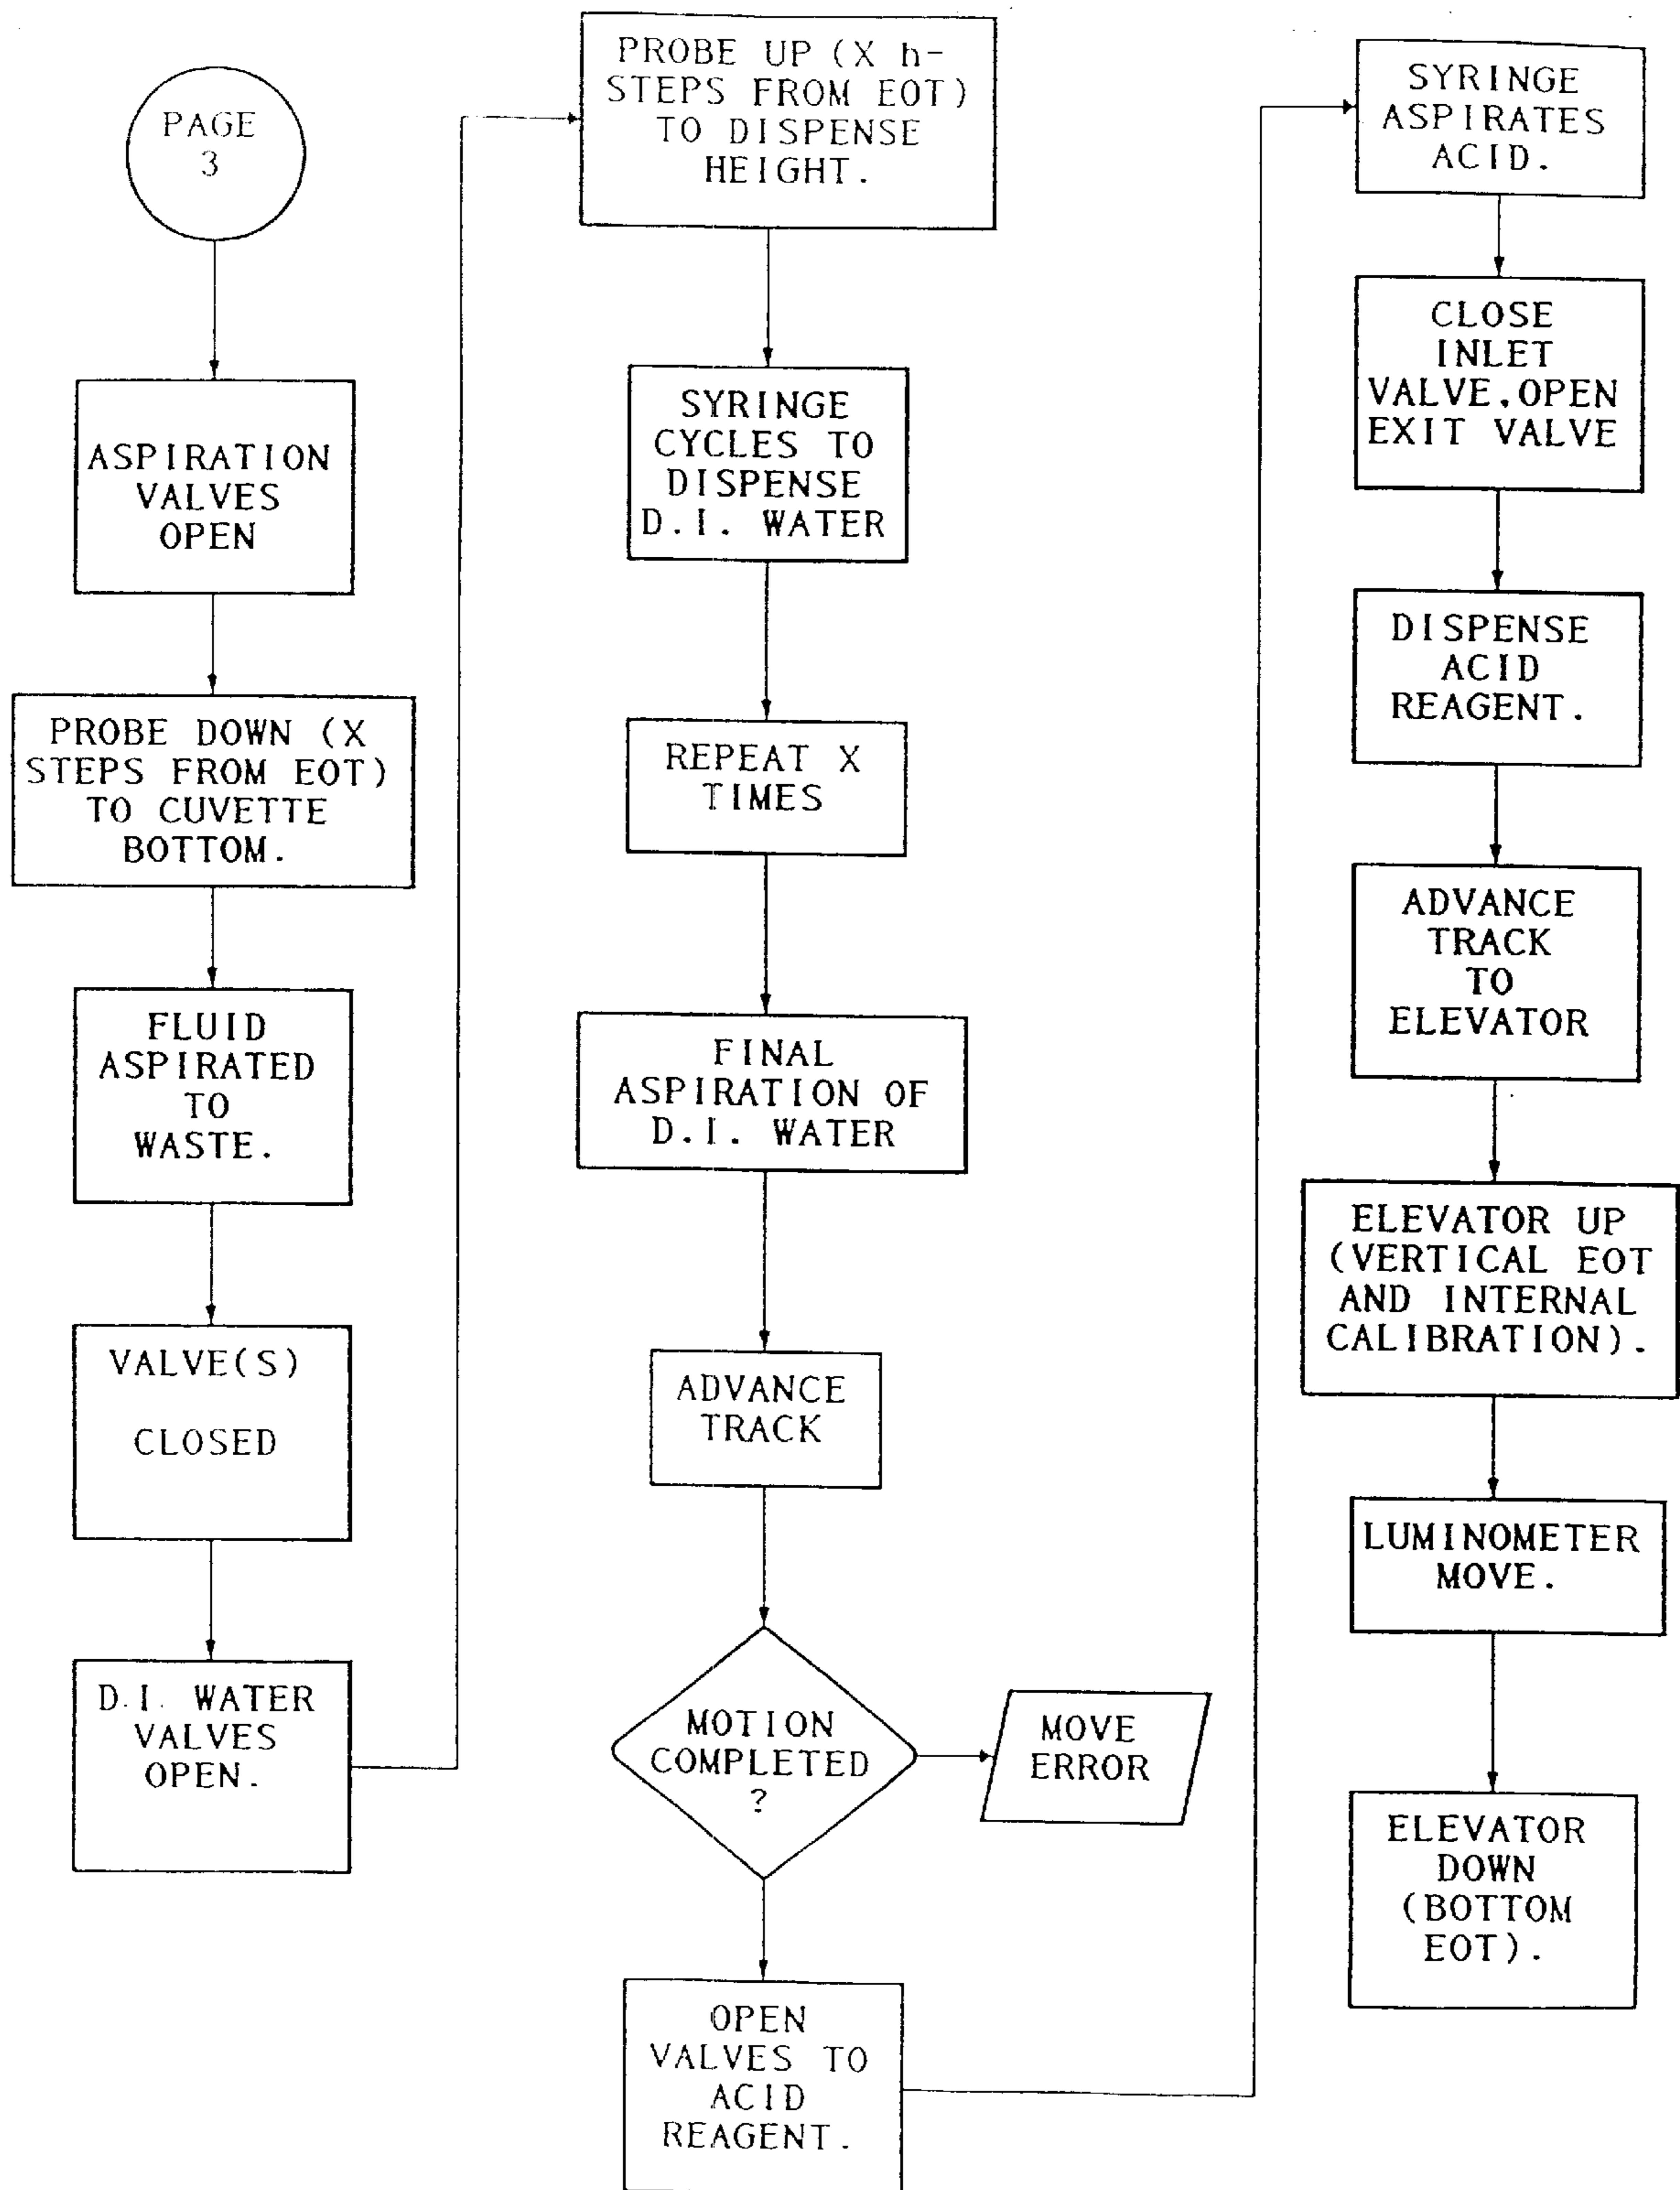 PAGE
3
ASPIRATION
VALVES
OPEN
PROBE DOWN (X
STEPS FROM EOT)
TO CUVETTE
BOTTOM.
FLUID
ASPIRATED
TO
WASTE.
VALVE(S)
CLOSED
D.I. WATER
VALVES
OPEN.
PROBE UP (X h-
STEPS FROM EOT)
TO DISPENSE
HEIGHT.
SYRINGE
CYCLES TO
DISPENSE
D.I. WATER
REPEAT X
TIMES
FINAL
ASPIRATION OF
D.I. WATER
ADVANCE
TRACK
MOTION
COMPLETED
?
MOVE
ERROR
OPEN
VALVES TO
ACID
REAGENT.
SYRINGE
ASPIRATES
ACID.
CLOSE
INLET
VALVE,OPEN
EXIT VALVE
DISPENSE
ACID
REAGENT.
ADVANCE
TRACK
TO
ELEVATOR
ELEVATOR UP
(VERTICAL EOT
AND INTERNAL
CALIBRATION).
LUMINOMETER
MOVE.
ELEVATOR
DOWN
(BOTTOM
EOT).